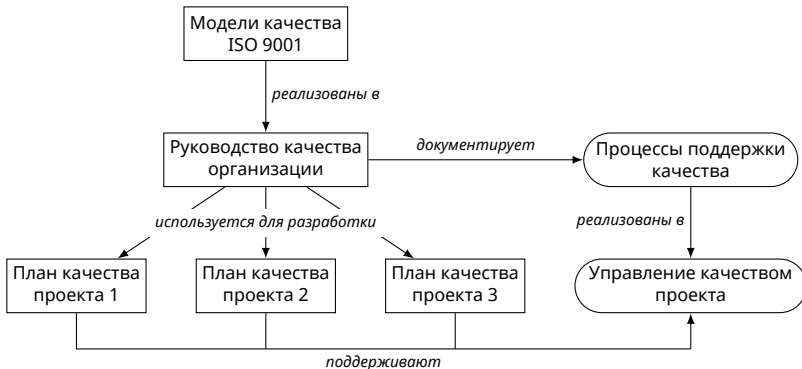 Модели качества
ISO 9001
реализованы в
Руководство качества
организации
документирует
Процессы поддержки
качества
используется для разработки
реализованы в
План качества
проекта 1
План качества
проекта 2
План качества
проекта 3
Управление качеством
проекта
поддерживают